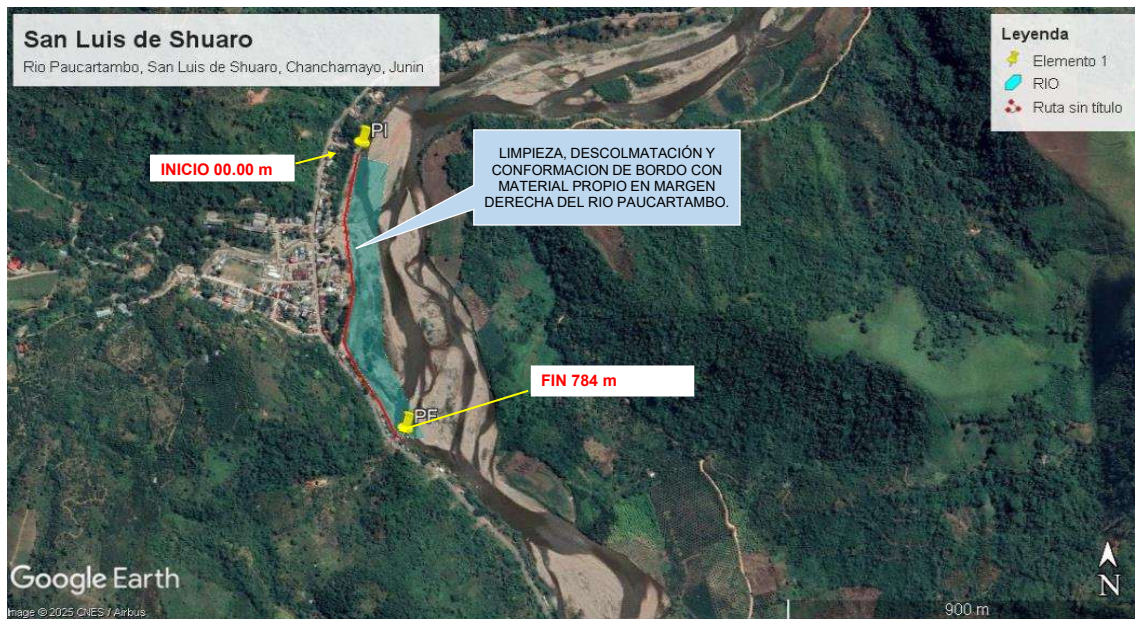 San Luis de Shuaro
Rio Paucartambo, San Luis de Shuaro, Chanchamayo, Junin
Leyenda
Elemento 1
RIO
Ruta sin título
PI
INICIO 00.00 m
LIMPIEZA, DESCOLMATACIÓN Y
CONFORMACION DE BORDO CON
MATERIAL PROPIO EN MARGEN
DERECHA DEL RIO PAUCARTAMBO.
FIN 784 m
PF
Google Earth
Image © 2025 CNES / Airbus
900 m
N